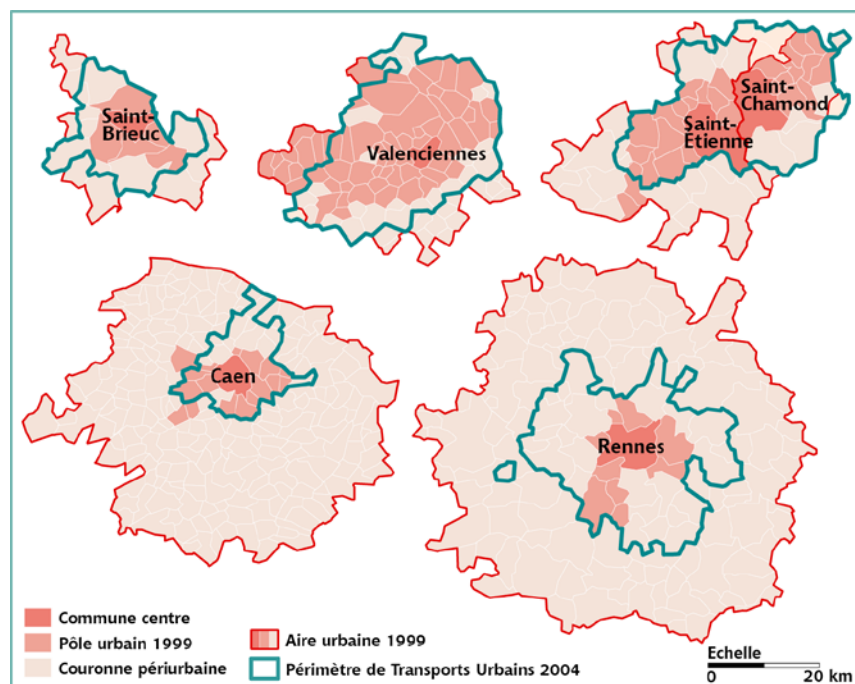 Saint-
Brieuc
Valenciennes
Saint-
Chamond
Saint-
Etienne
Caen
Rennes
Commune centre
Pôle urbain 1999
Couronne périurbaine
Aire urbaine 1999
Périmètre de Transports Urbains 2004
Echelle
0 20 km